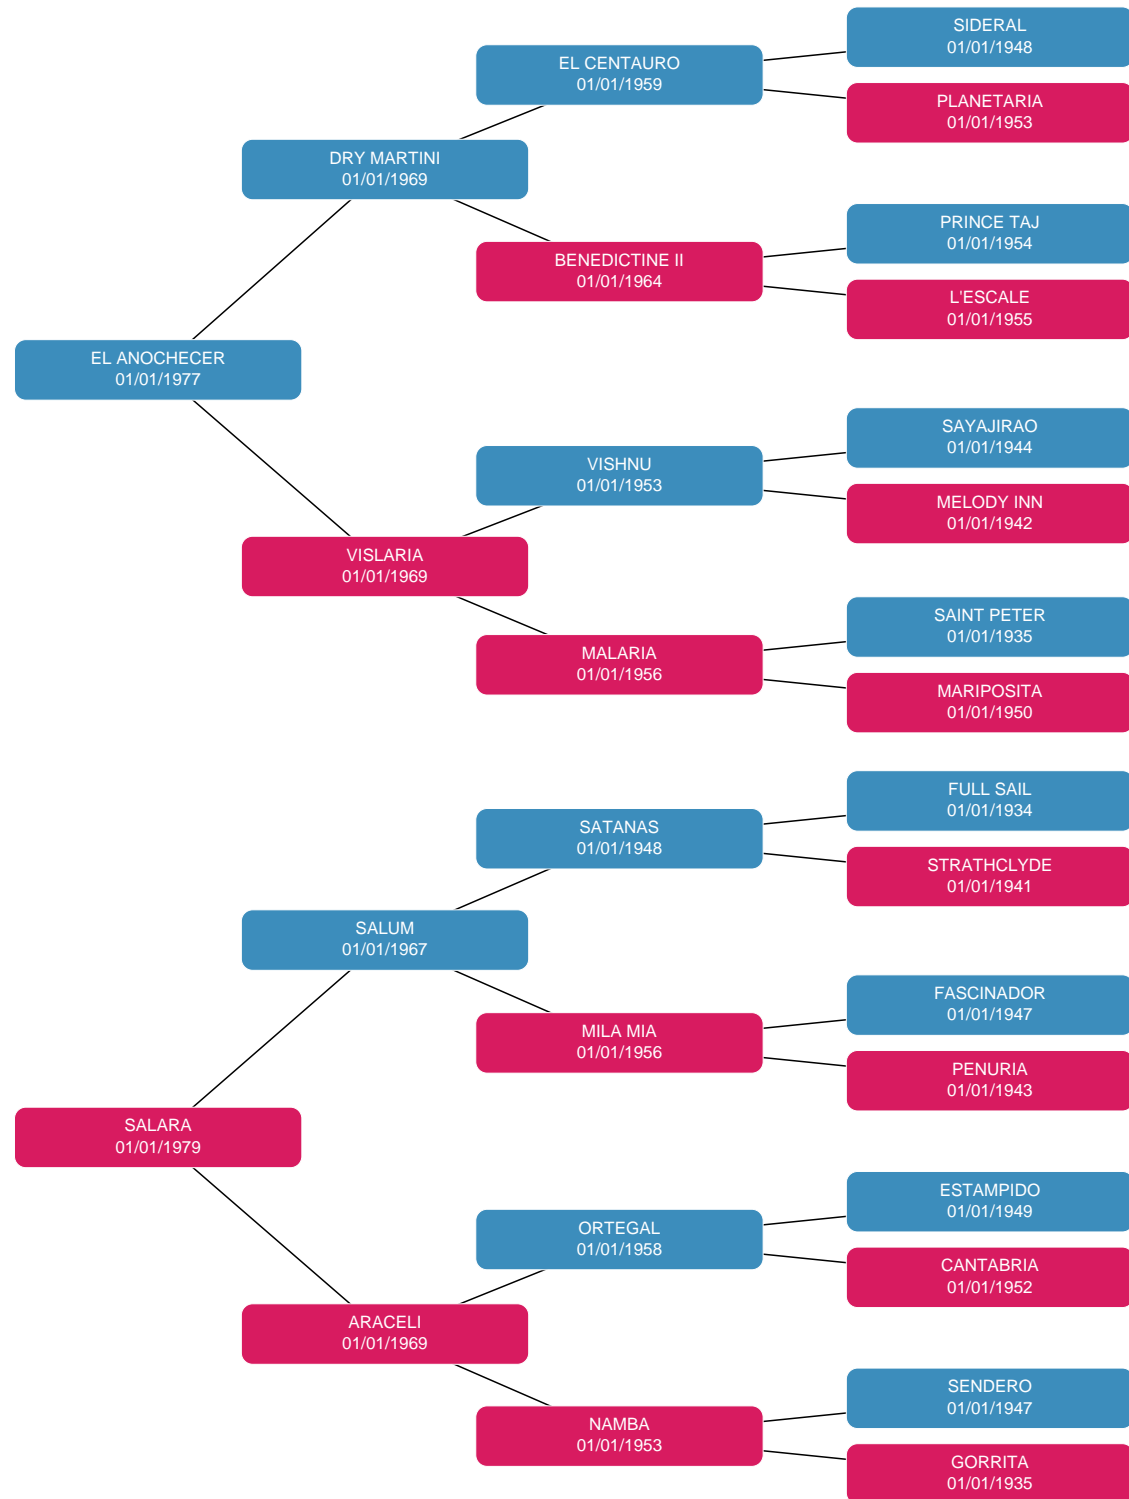 SIDERAL
01/01/1948
EL CENTAURO
01/01/1959
PLANETARIA
01/01/1953
DRY MARTINI
01/01/1969
PRINCE TAJ
01/01/1954
BENEDICTINE II
01/01/1964
L'ESCALE
01/01/1955
EL ANOCHECER
01/01/1977
SAYAJIRAO
01/01/1944
VISHNU
01/01/1953
MELODY INN
01/01/1942
VISLARIA
01/01/1969
SAINT PETER
01/01/1935
MALARIA
01/01/1956
MARIPOSITA
01/01/1950
FULL SAIL
01/01/1934
SATANAS
01/01/1948
STRATHCLYDE
01/01/1941
SALUM
01/01/1967
FASCINADOR
01/01/1947
MILA MIA
01/01/1956
PENURIA
01/01/1943
SALARA
01/01/1979
ESTAMPIDO
01/01/1949
ORTEGAL
01/01/1958
CANTABRIA
01/01/1952
ARACELI
01/01/1969
SENDERO
01/01/1947
NAMBA
01/01/1953
GORRITA
01/01/1935